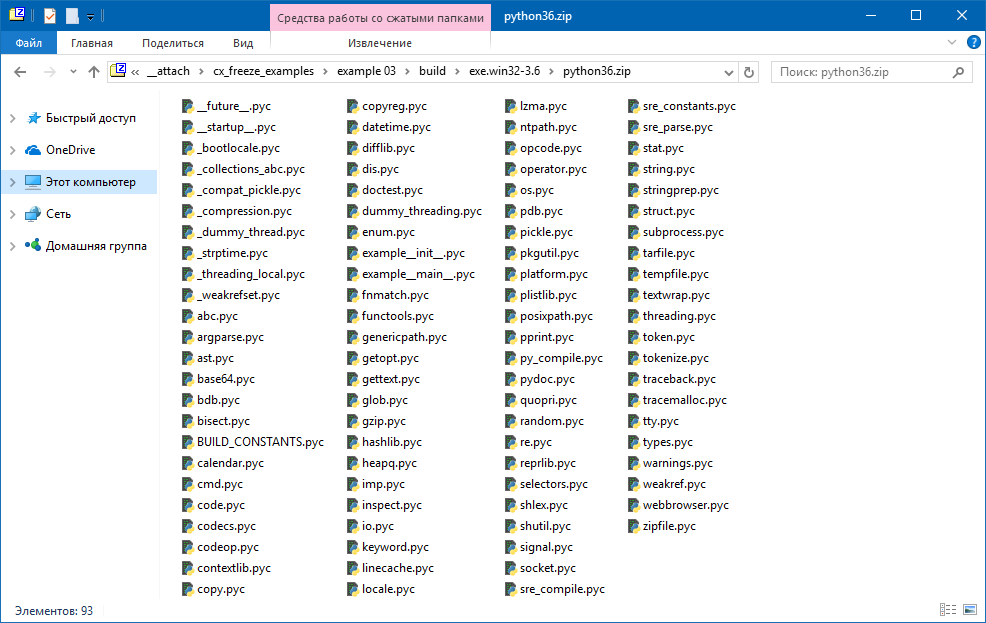 Средства работы со сжатыми папками
python36.zip
Файл
Главная
Поделиться
Вид
Извлечение
« __attach › cx_freeze_examples › example 03 › build › exe.win32-3.6 › python36.zip
Поиск: python36.zip
Быстрый доступ
OneDrive
Этот компьютер
Сеть
Домашняя группа
__future__.pyc
__startup__.pyc
_bootlocale.pyc
_collections_abc.pyc
_compat_pickle.pyc
_compression.pyc
_dummy_thread.pyc
_strptime.pyc
_threading_local.pyc
_weakrefset.pyc
abc.pyc
argparse.pyc
ast.pyc
base64.pyc
bdb.pyc
bisect.pyc
BUILD_CONSTANTS.pyc
calendar.pyc
cmd.pyc
code.pyc
codecs.pyc
codeop.pyc
contextlib.pyc
copy.pyc
copyreg.pyc
datetime.pyc
difflib.pyc
dis.pyc
doctest.pyc
dummy_threading.pyc
enum.pyc
example__init__.pyc
example__main__.pyc
fnmatch.pyc
functools.pyc
genericpath.pyc
getopt.pyc
gettext.pyc
glob.pyc
gzip.pyc
hashlib.pyc
heapq.pyc
imp.pyc
inspect.pyc
io.pyc
keyword.pyc
linecache.pyc
locale.pyc
lzma.pyc
ntpath.pyc
opcode.pyc
operator.pyc
os.pyc
pdb.pyc
pickle.pyc
pkgutil.pyc
platform.pyc
plistlib.pyc
posixpath.pyc
pprint.pyc
py_compile.pyc
pydoc.pyc
quopri.pyc
random.pyc
re.pyc
reprlib.pyc
selectors.pyc
shlex.pyc
shutil.pyc
signal.pyc
socket.pyc
sre_compile.pyc
sre_constants.pyc
sre_parse.pyc
stat.pyc
string.pyc
stringprep.pyc
struct.pyc
subprocess.pyc
tarfile.pyc
tempfile.pyc
textwrap.pyc
threading.pyc
token.pyc
tokenize.pyc
traceback.pyc
tracemalloc.pyc
tty.pyc
types.pyc
warnings.pyc
weakref.pyc
webbrowser.pyc
zipfile.pyc
Элементов: 93